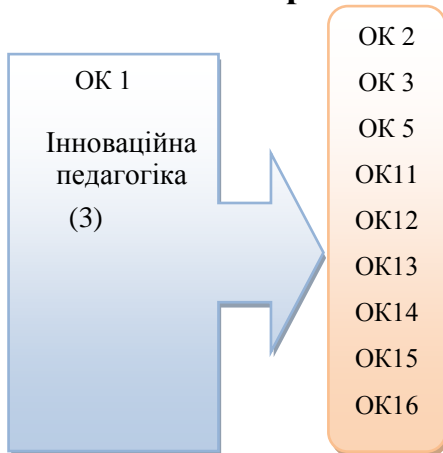 ОК 1
Інноваційна
педагогіка
(3)
ОК 2
ОК 3
ОК 5
ОК11
ОК12
ОК13
ОК14
ОК15
ОК16